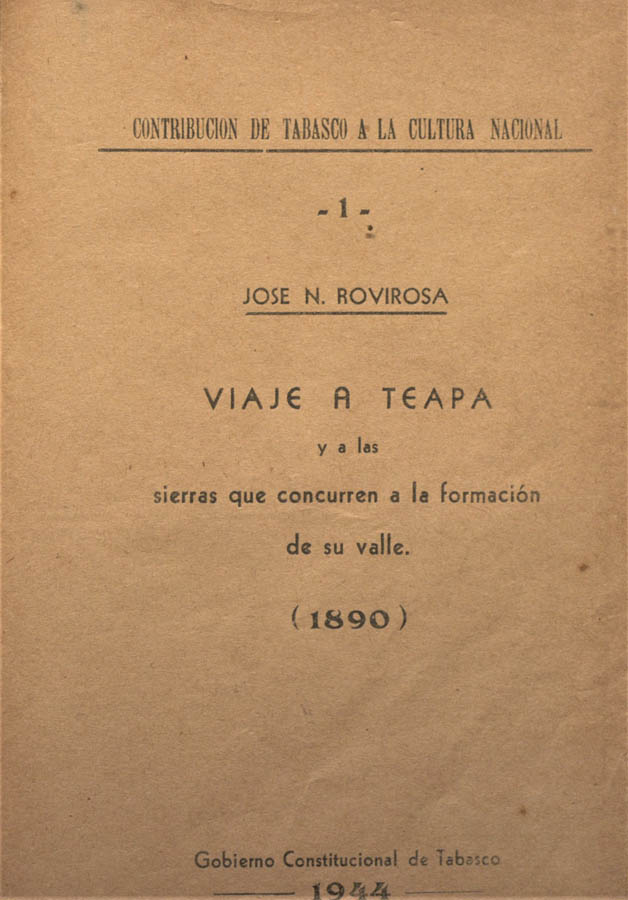 CONTRIBUCION DE TABASCO A LA CULTURA NACIONAL
- 1 -
JOSE N. ROVIROSA
VIAJE A TEAPA
y a las
sierras que concurren a la formación
de su valle.
(1890)
Gobierno Constitucional de Tabasco
1944